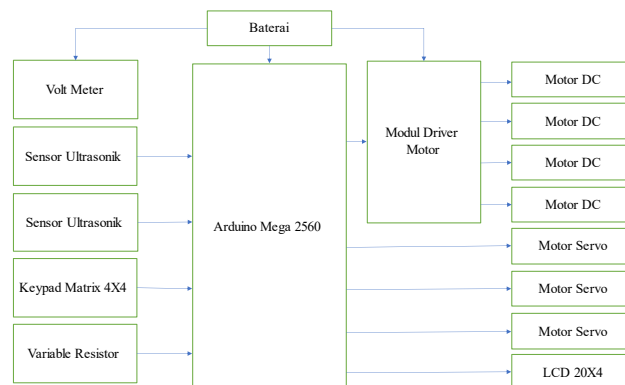 Baterai
Volt Meter
Sensor Ultrasonik
Sensor Ultrasonik
Keypad Matrix 4X4
Variable Resistor
Arduino Mega 2560
Modul Driver
Motor
Motor DC
Motor DC
Motor DC
Motor DC
Motor Servo
Motor Servo
Motor Servo
LCD 20X4